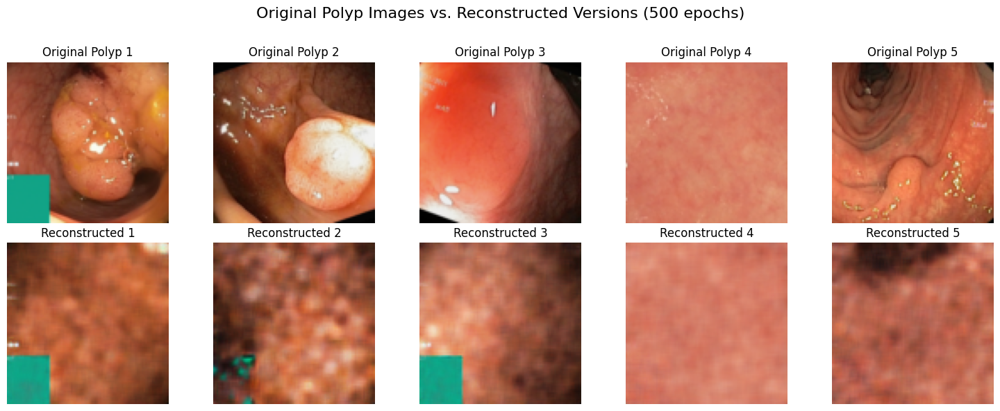 Original Polyp Images vs. Reconstructed Versions (500 epochs)
Original Polyp 1
Original Polyp 2
Original Polyp 3
Original Polyp 4
Original Polyp 5
Reconstructed 1
Reconstructed 2
Reconstructed 3
Reconstructed 4
Reconstructed 5